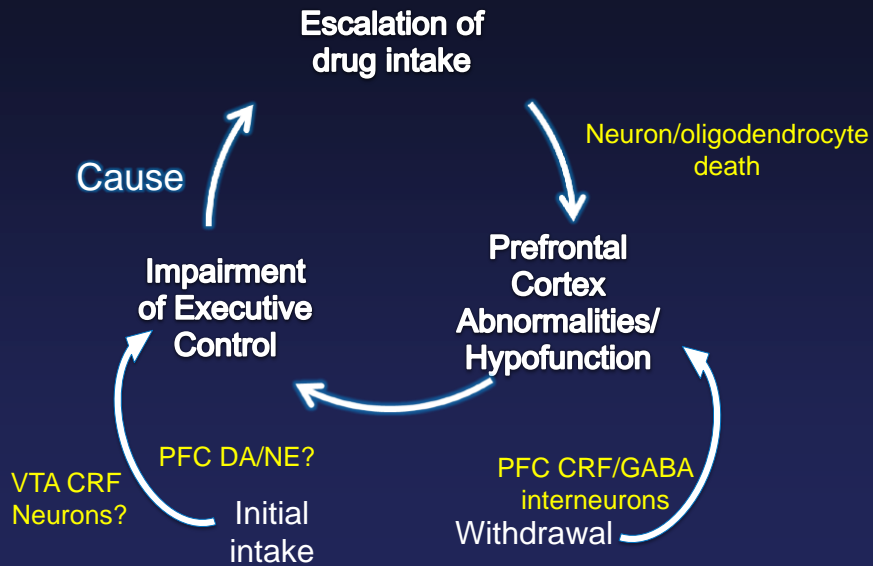 Escalation of
drug intake
Neuron/oligodendrocyte
death
Cause
Prefrontal
Cortex
Abnormalities/
Hypofunction
Impairment
of Executive
Control
PFC DA/NE?
VTA CRF
Neurons?
Initial
intake
PFC CRF/GABA
interneurons
Withdrawal